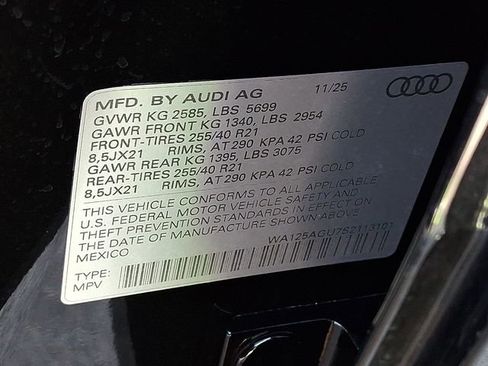 MFD. BY AUDI AG 11/25
GVWR KG 2585, LBS 5699
GAWR FRONT KG 1340, LBS 2954
FRONT-TIRES 255/40 R21
8,5JX21 RIMS, AT 290 KPA 42 PSI COLD
GAWR REAR KG 1395, LBS 3075
REAR-TIRES 255/40 R21
8,5JX21 RIMS, AT 290 KPA 42 PSI COLD
THIS VEHICLE CONFORMS TO ALL APPLICABLE
U.S. FEDERAL MOTOR VEHICLE SAFETY AND
THEFT PREVENTION STANDARDS IN EFFECT ON
THE DATE OF MANUFACTURE SHOWN ABOVE
MEXICO
WA125AGU7S2113101
TYPE:
MPV